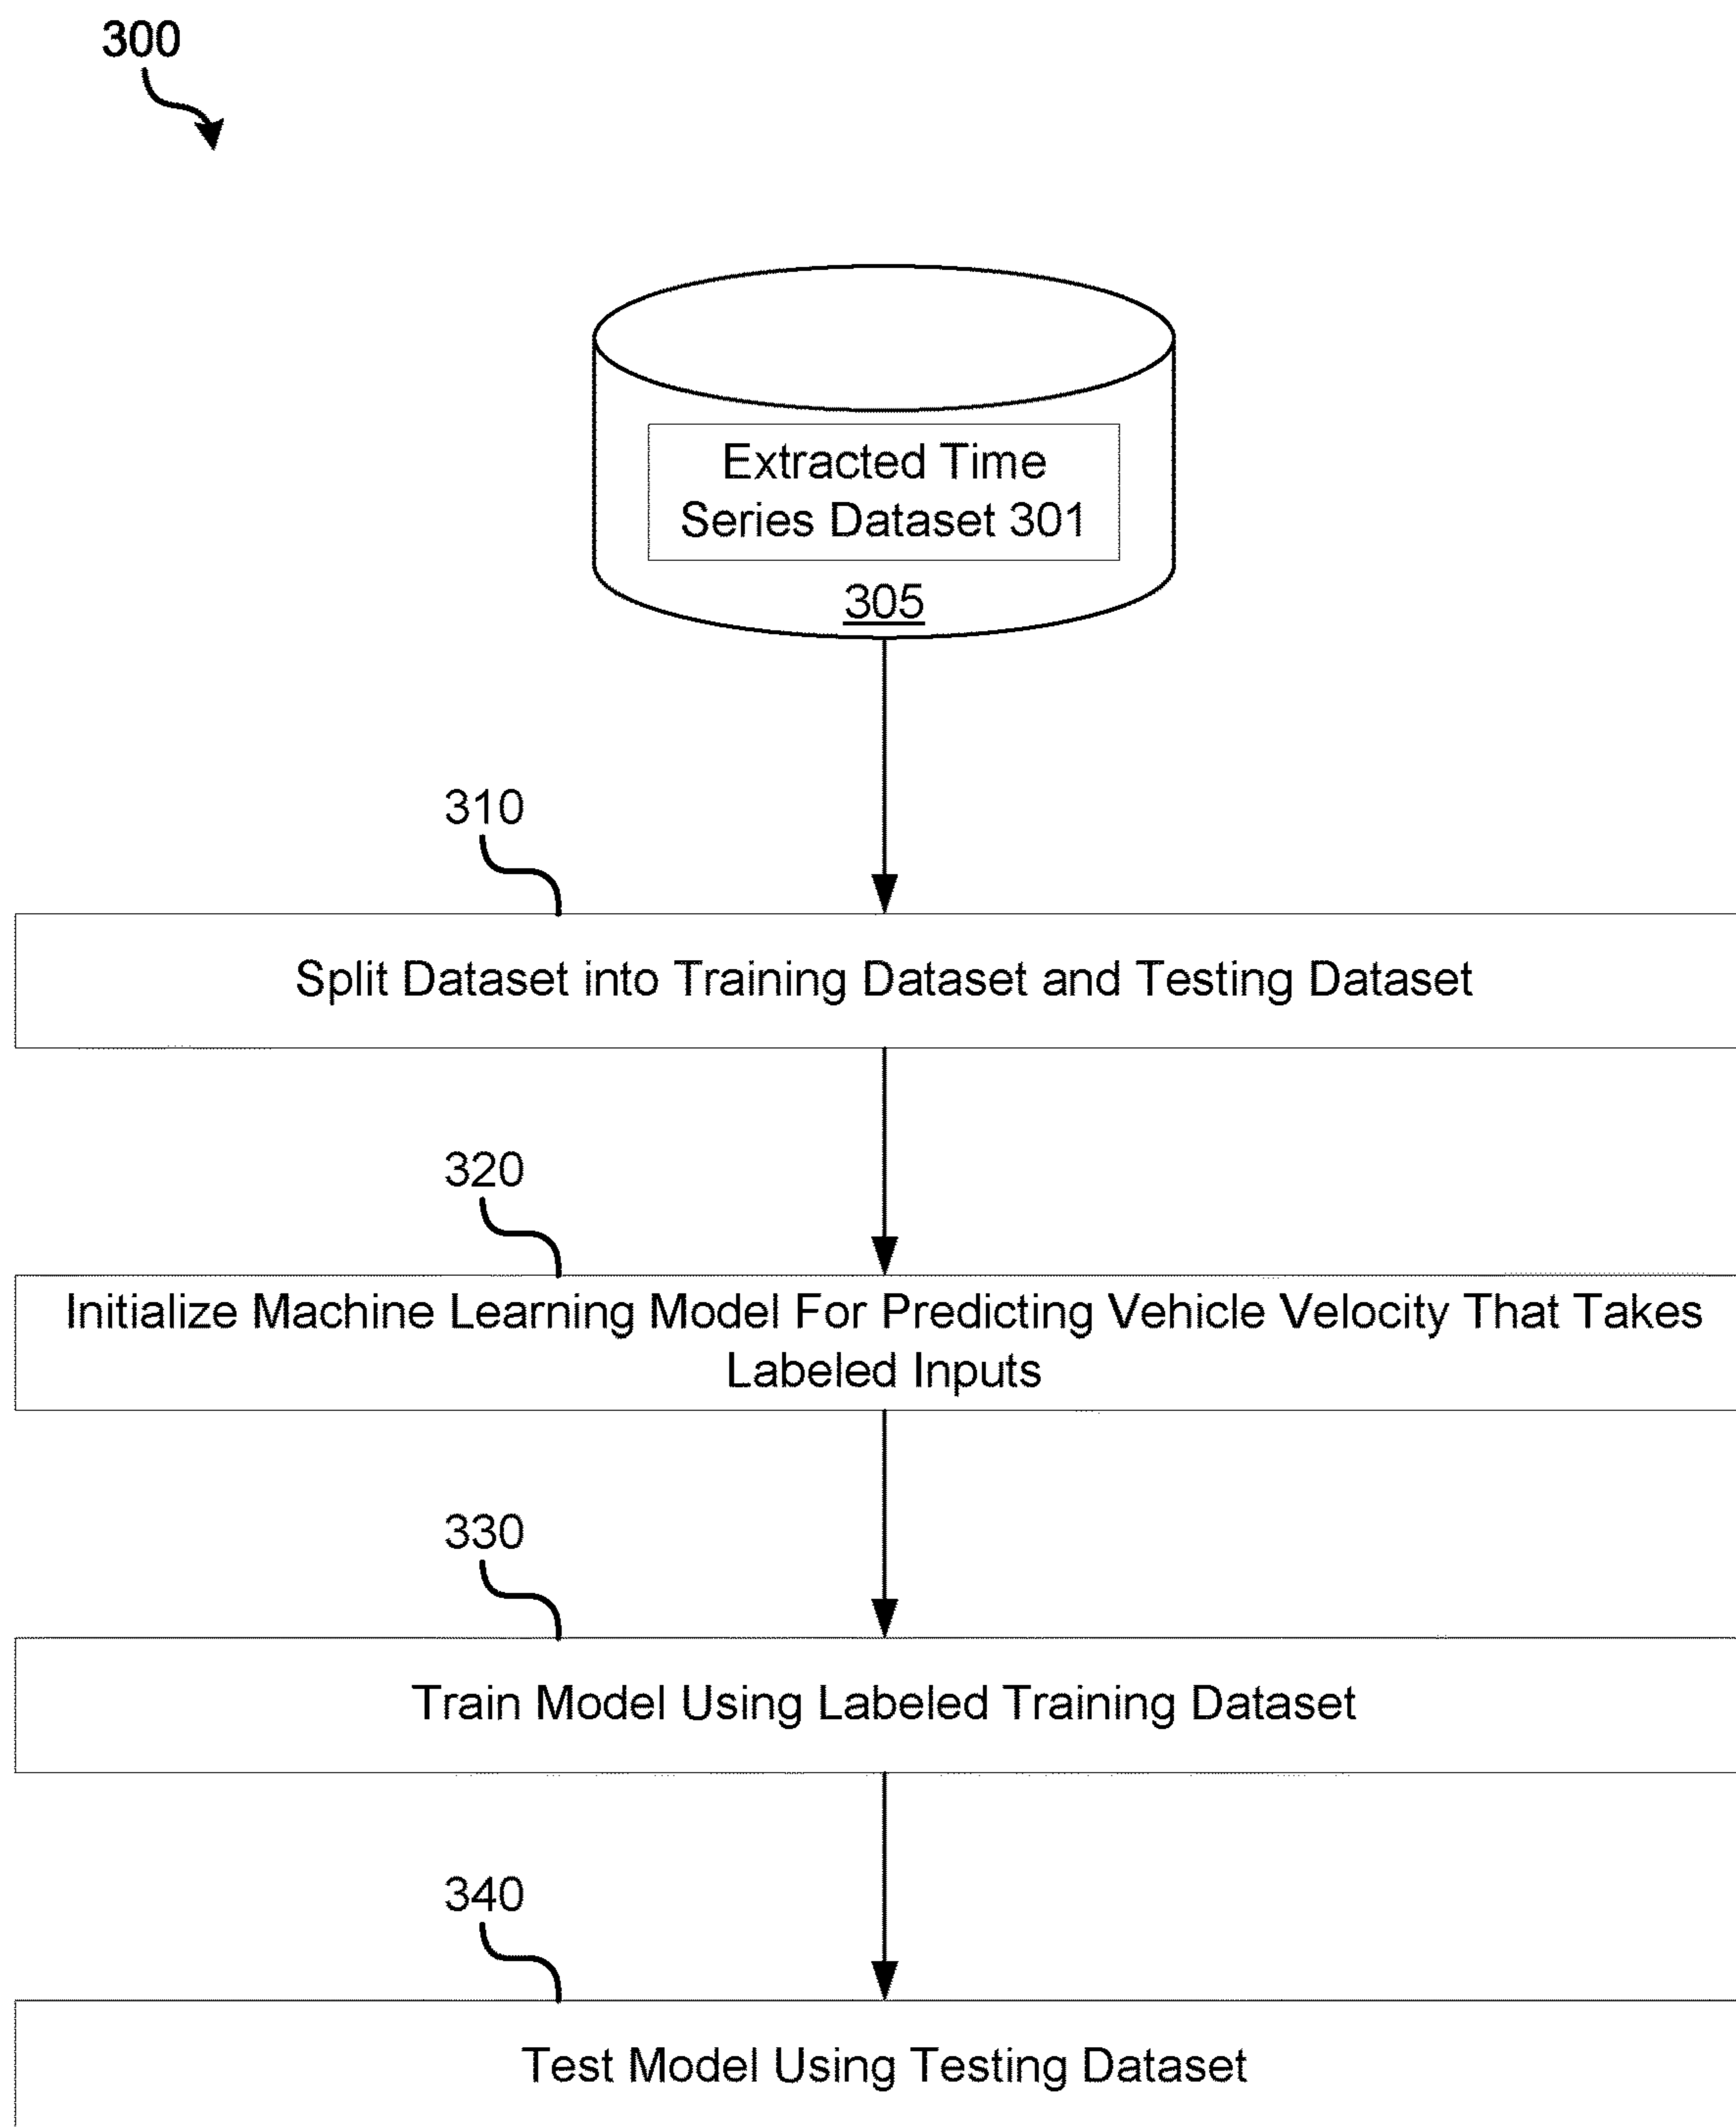 300
Extracted Time
Series Dataset 301
305
310
Split Dataset into Training Dataset and Testing Dataset
320
Initialize Machine Learning Model For Predicting Vehicle Velocity That Takes
Labeled Inputs
330
Train Model Using Labeled Training Dataset
340
Test Model Using Testing Dataset